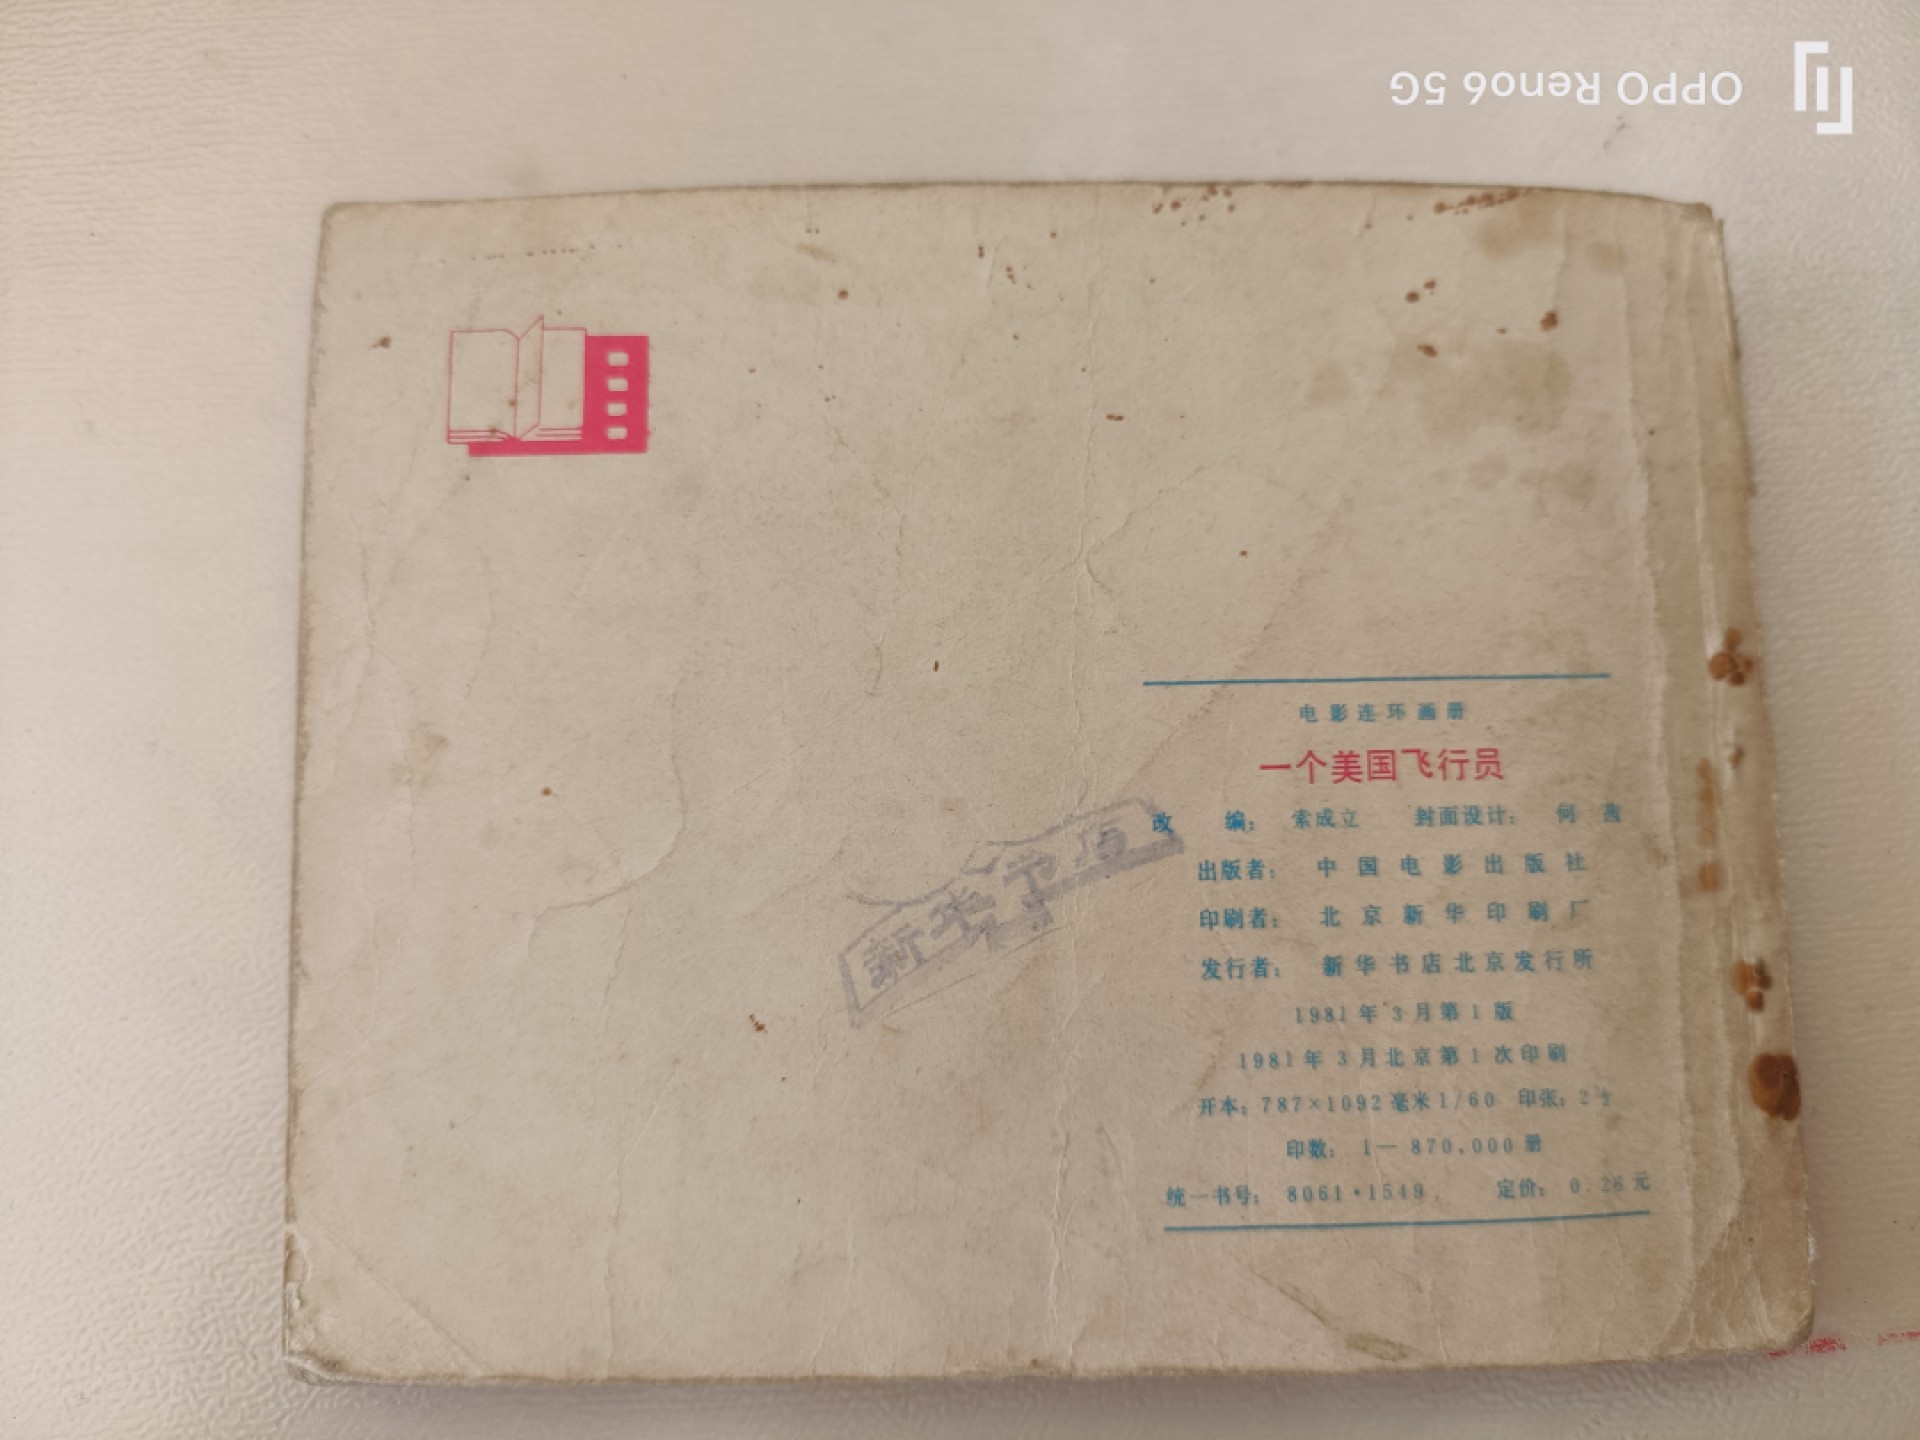 OPPO Reno6 5G
电影连环画册
一个美国飞行员
改 编： 索成立 封面设计： 何 茜
出版者： 中国电影出版社
印刷者： 北京新华印刷厂
发行者： 新华书店北京发行所
1981年3月第1版
1981年3月北京第1次印刷
开本：787×1092毫米1/60 印张：2
印数：1—870,000册
统一书号：8061·1549 定价：0.26元
新华书店